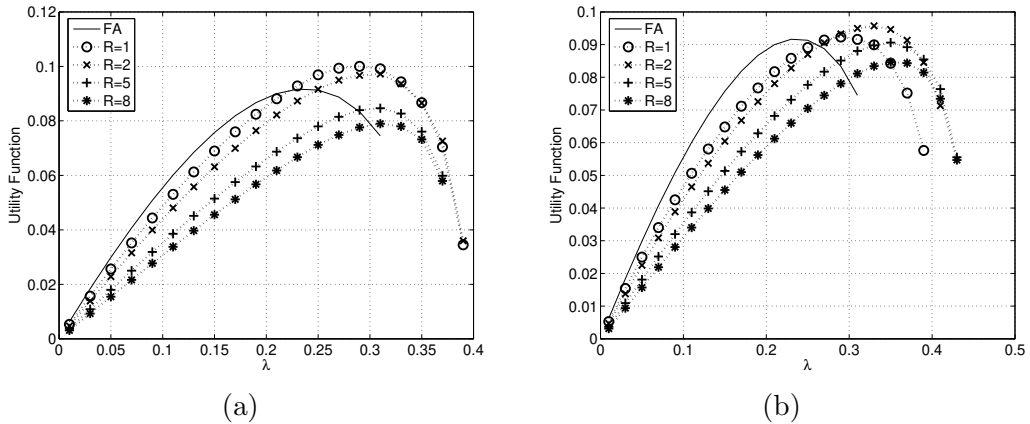 0.12
0.1
0.08
0.06
0.04
0.02
0
Utility Function
FA
R=1
R=2
R=5
R=8
0 0.05 0.1 0.15 0.2 0.25 0.3 0.35 0.4
λ
(a)
0.1
0.09
0.08
0.07
0.06
0.05
0.04
0.03
0.02
0.01
0
Utility Function
FA
R=1
R=2
R=5
R=8
0 0.1 0.2 0.3 0.4 0.5
λ
(b)